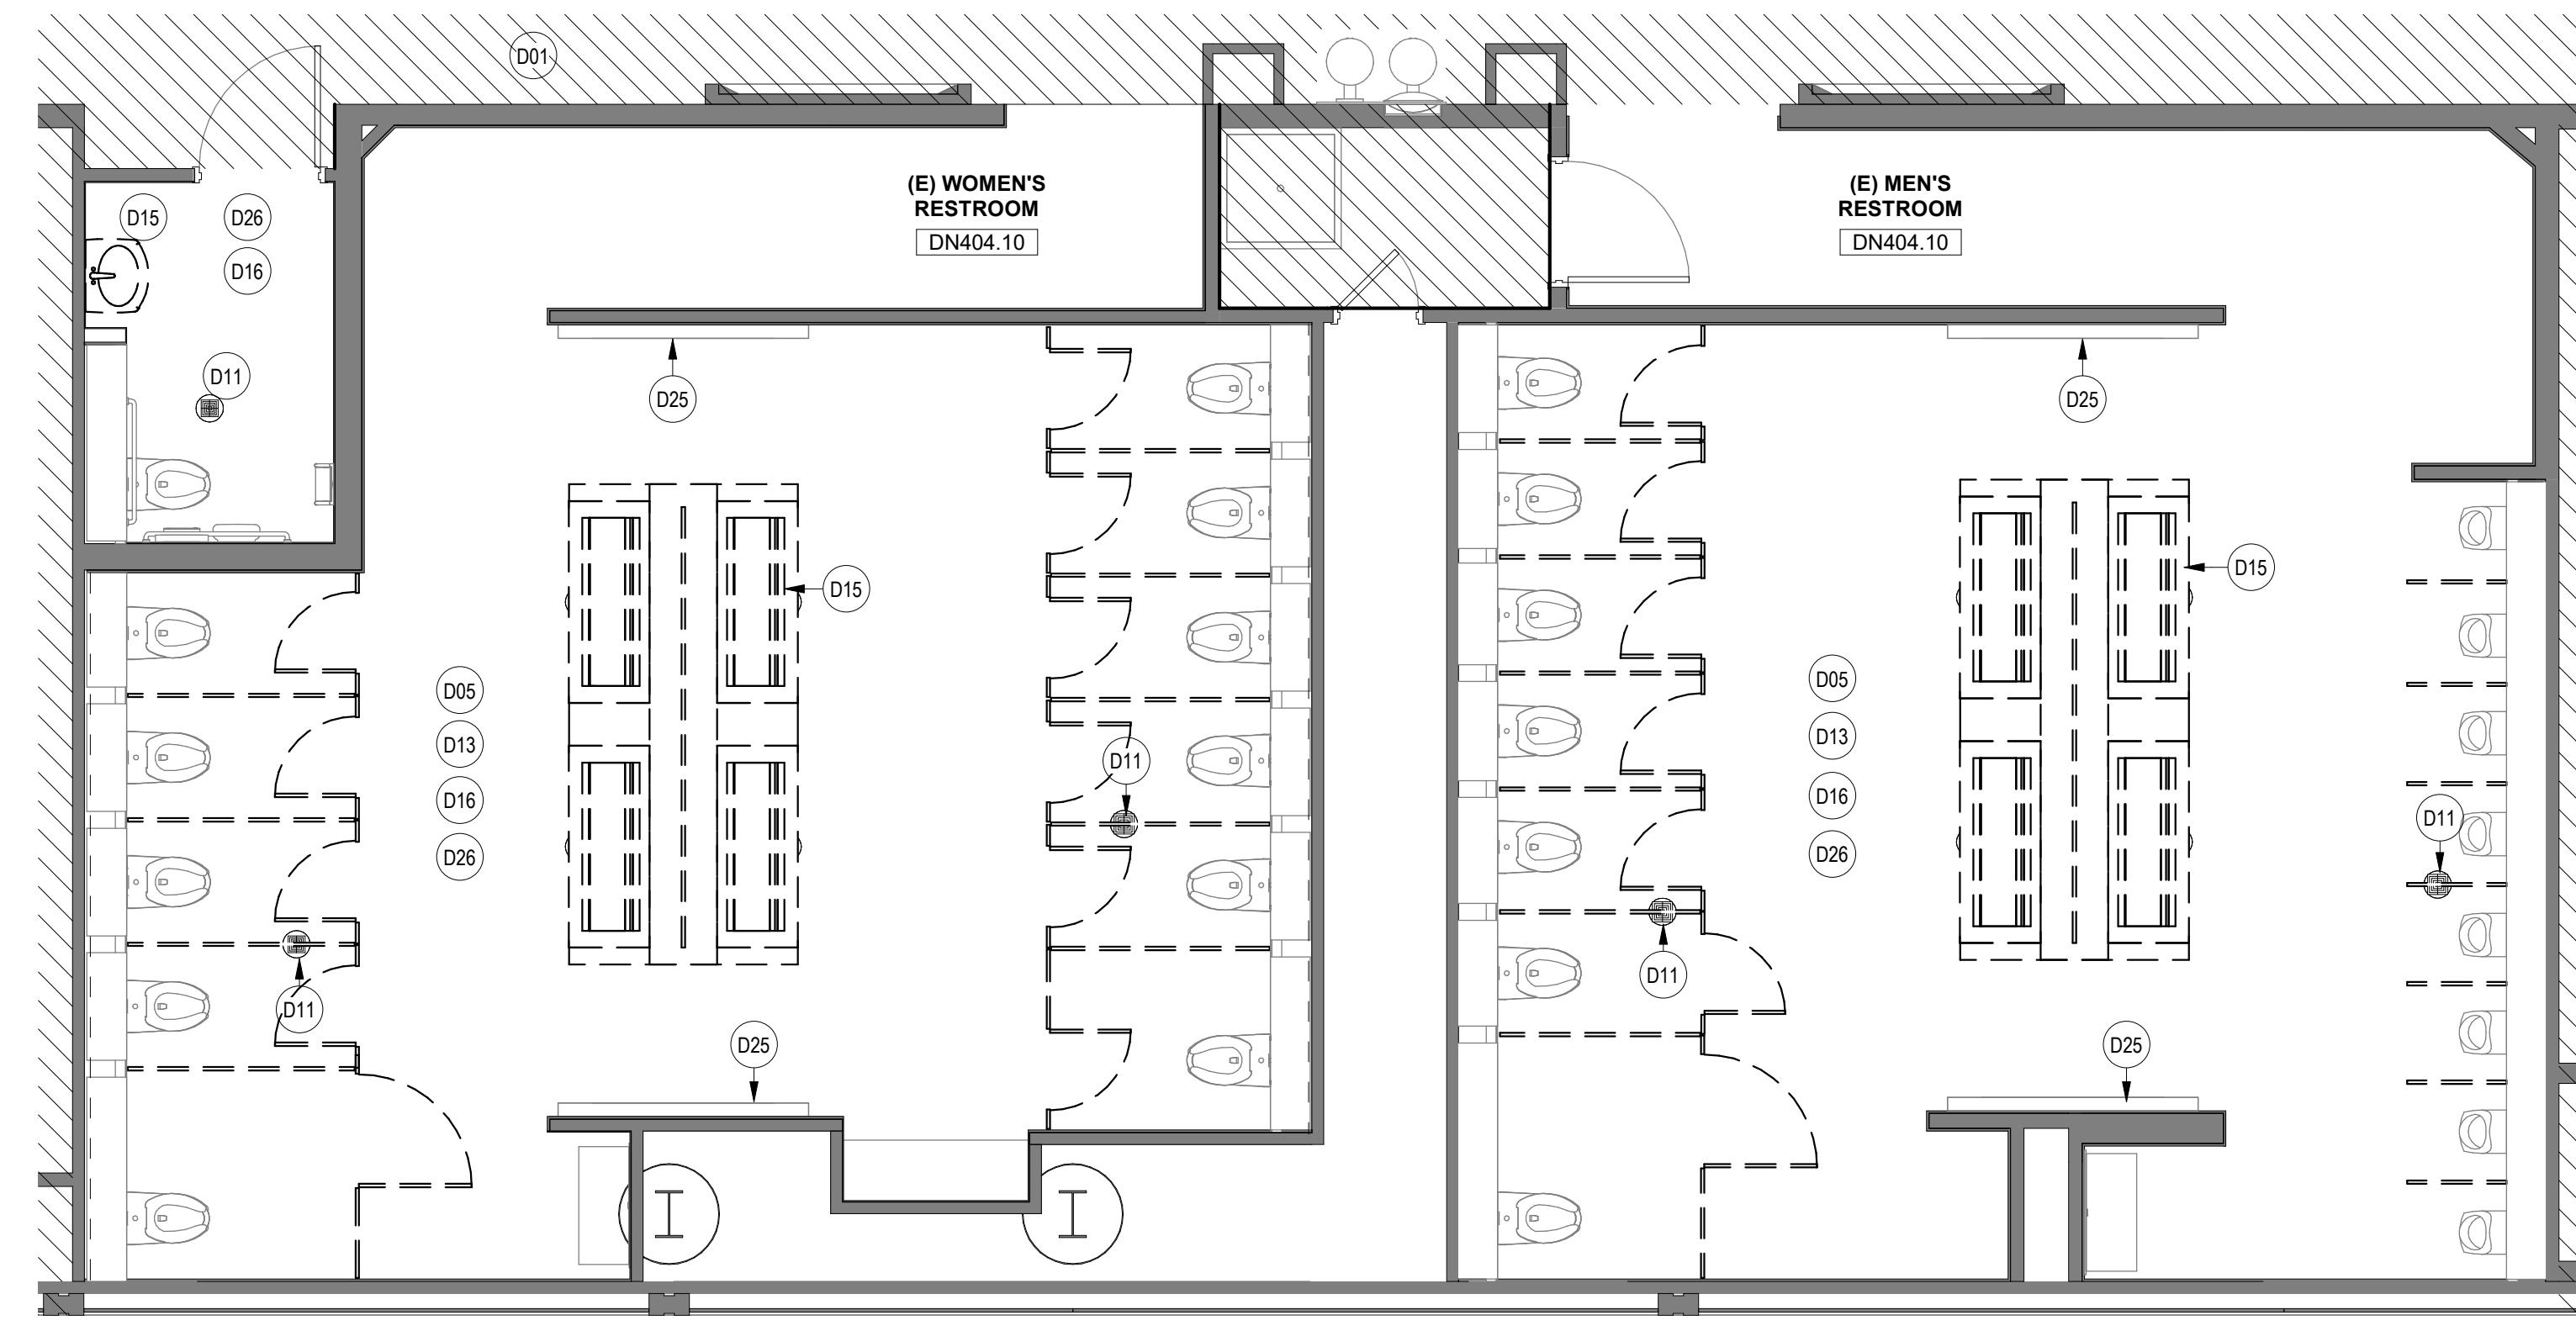 D01
(E) WOMEN'S
RESTROOM
DN404.10
(E) MEN'S
RESTROOM
DN404.10
D15
D26
D16
D11
D25
D25
D15
D15
D05
D13
D16
D26
D11
D05
D13
D16
D26
D11
D11
D11
D25
D25